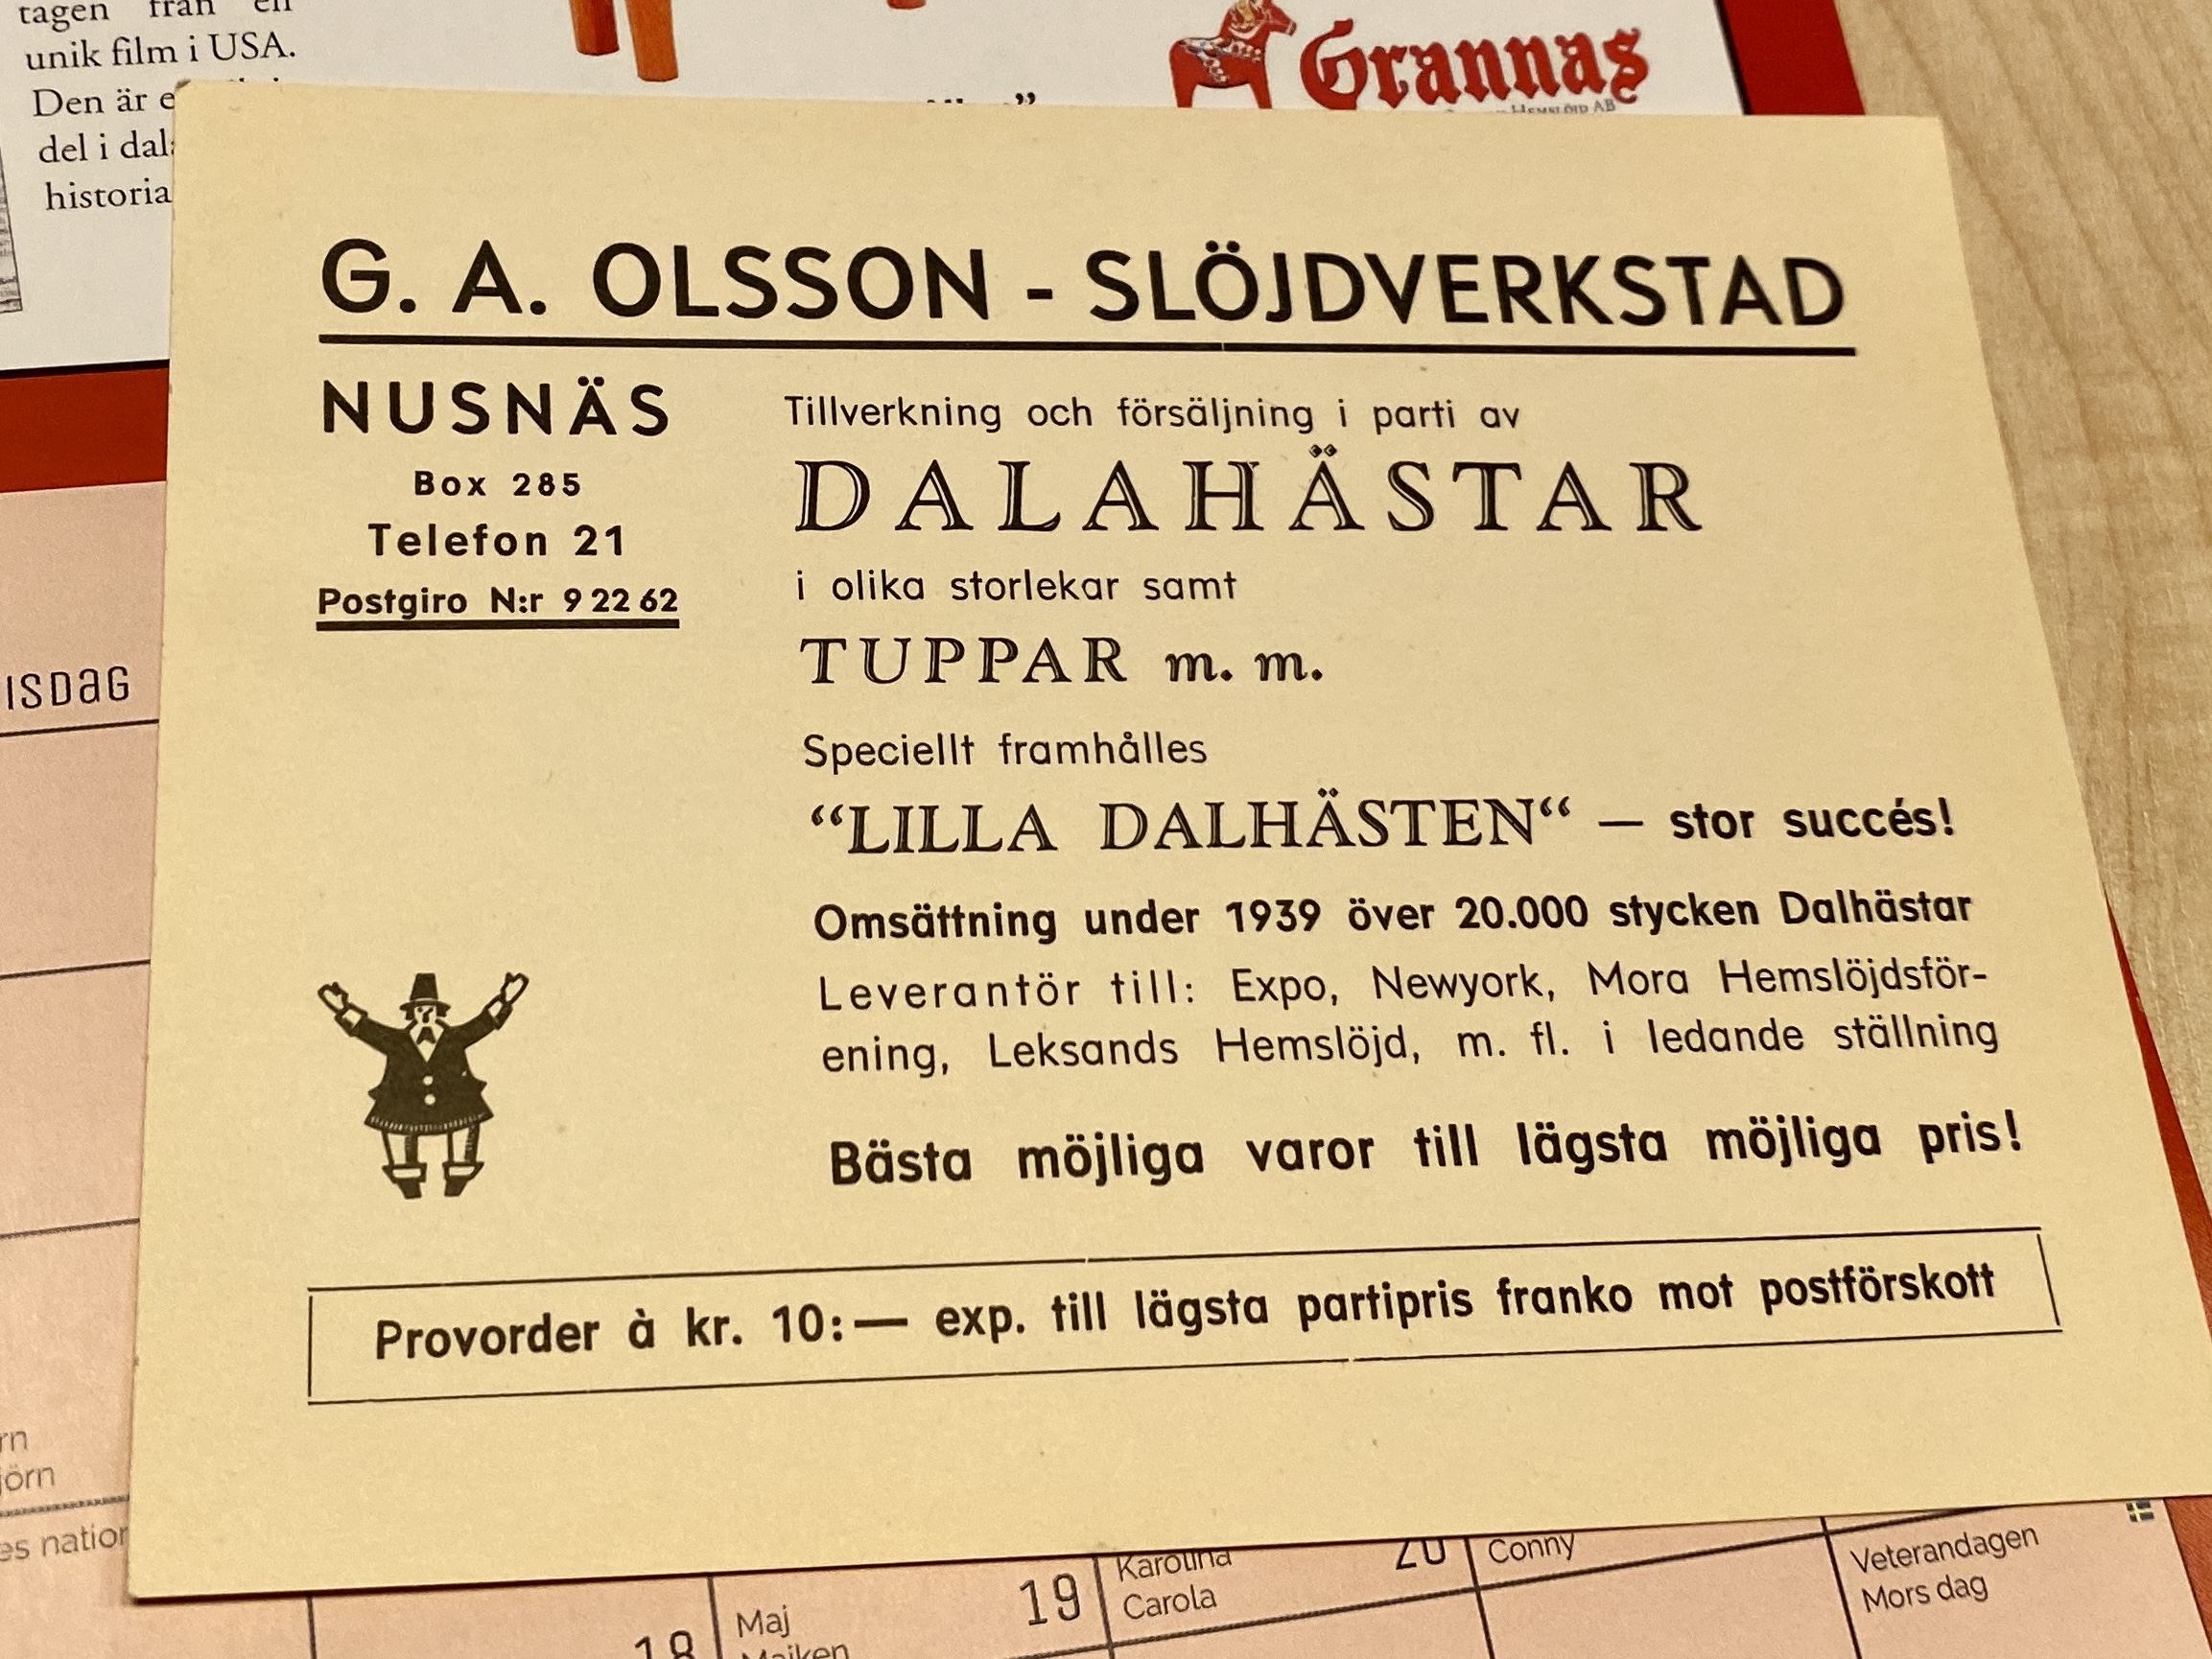 tagen från en
unik film i USA.
Den är e
del i dal
historia
Grannas
HEMSLÖJD AB
G. A. OLSSON - SLÖJDVERKSTAD
NUSNÄS
Box 285
Telefon 21
Postgiro N:r 9 22 62
Tillverkning och försäljning i parti av
DALAHÄSTAR
i olika storlekar samt
TUPPAR m. m.
Speciellt framhålles
“LILLA DALHÄSTEN“ — stor succés!
Omsättning under 1939 över 20.000 stycken Dalhästar
Leverantör till: Expo, Newyork, Mora Hemslöjdsför-
ening, Leksands Hemslöjd, m. fl. i ledande ställning
Bästa möjliga varor till lägsta möjliga pris!
Provorder à kr. 10:— exp. till lägsta partipris franko mot postförskott
ISDAG
rn
jörn
es nation
18
Maj
Majken
19
Karolina
Carola
20
Conny
Veterandagen
Mors dag